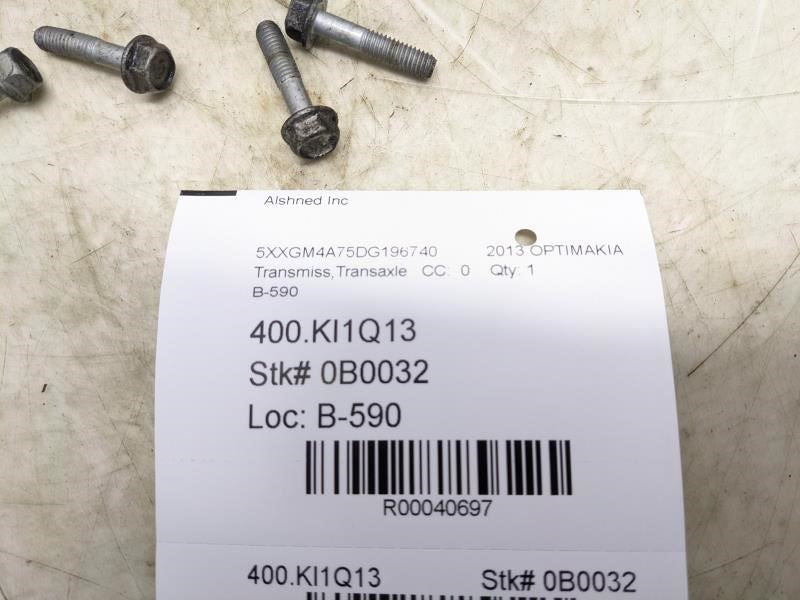 Alshned Inc
5XXGM4A75DG196740 2013 OPTIMAKIA
Transmiss,Transaxle CC: 0 Qty: 1
B-590
400.KI1Q13
Stk# 0B0032
Loc: B-590
R00040697
400.KI1Q13 Stk# 0B0032